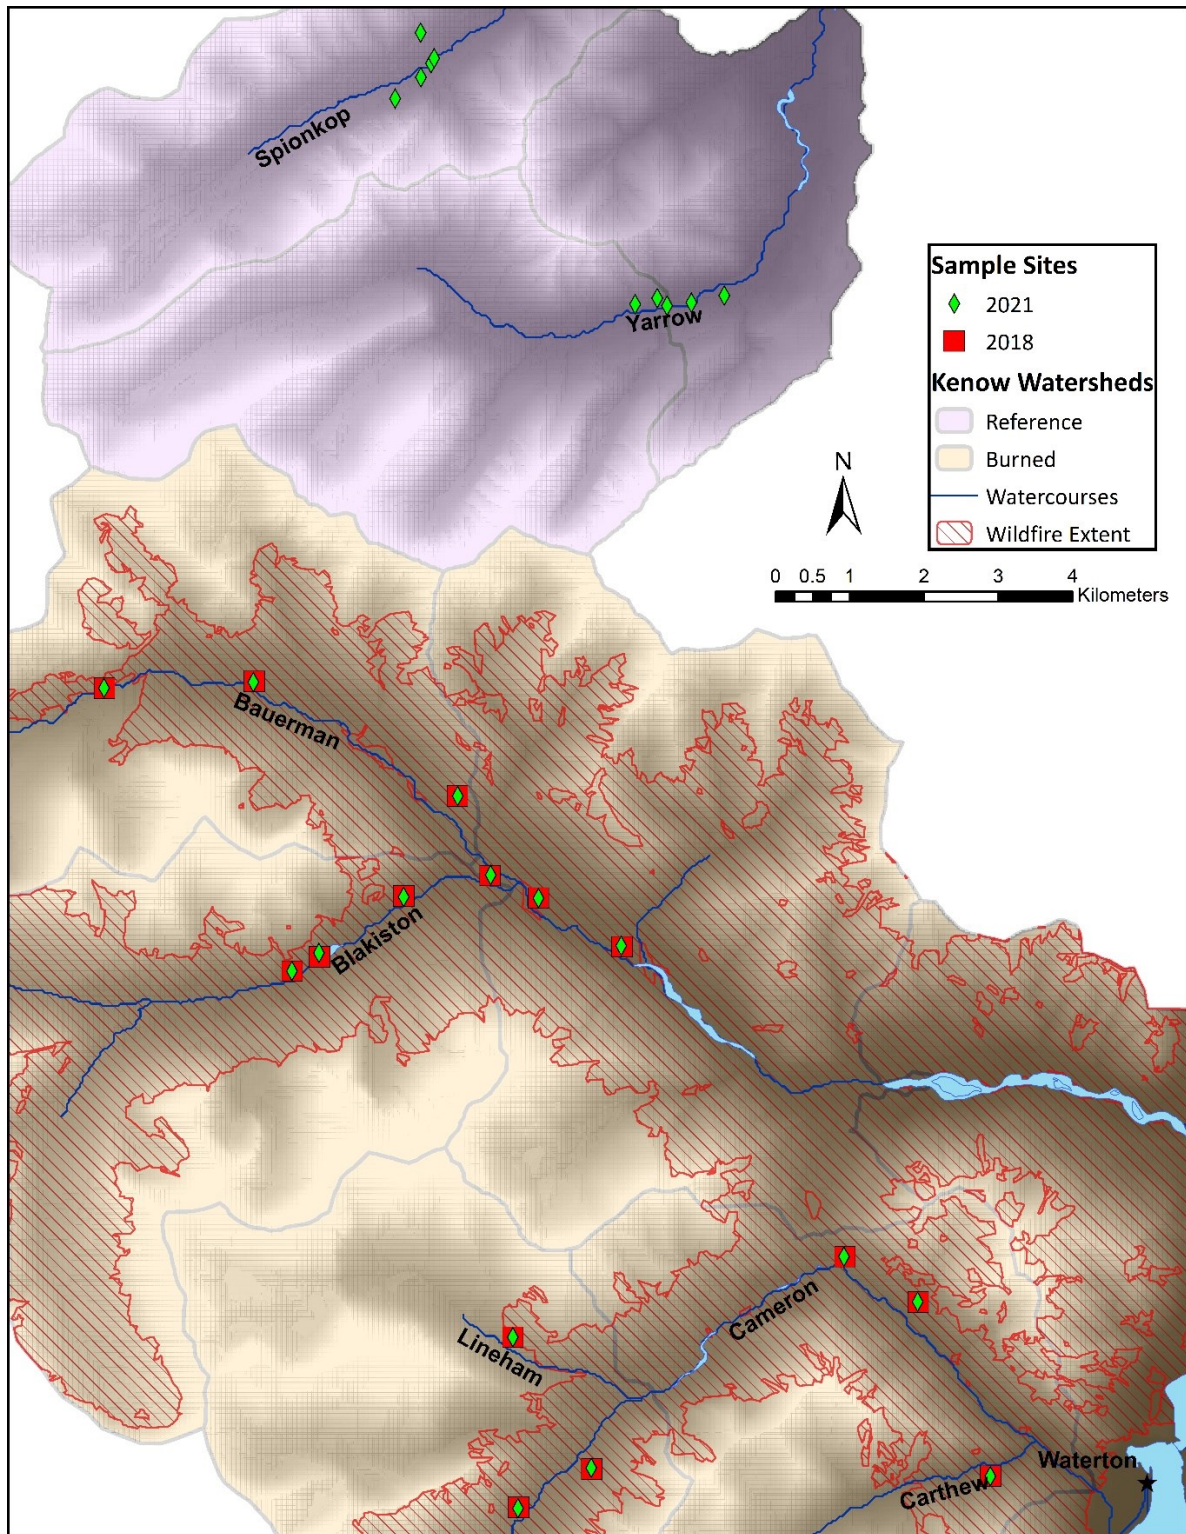 Spionkop
Yarrow
Sample Sites
2021
2018
Kenow Watersheds
Reference
Burned
Watercourses
Wildfire Extent
N
0 0.5 1 2 3 4
Kilometers
Bauerman
Blakiston
Cameron
Lineham
Waterton
Carthew